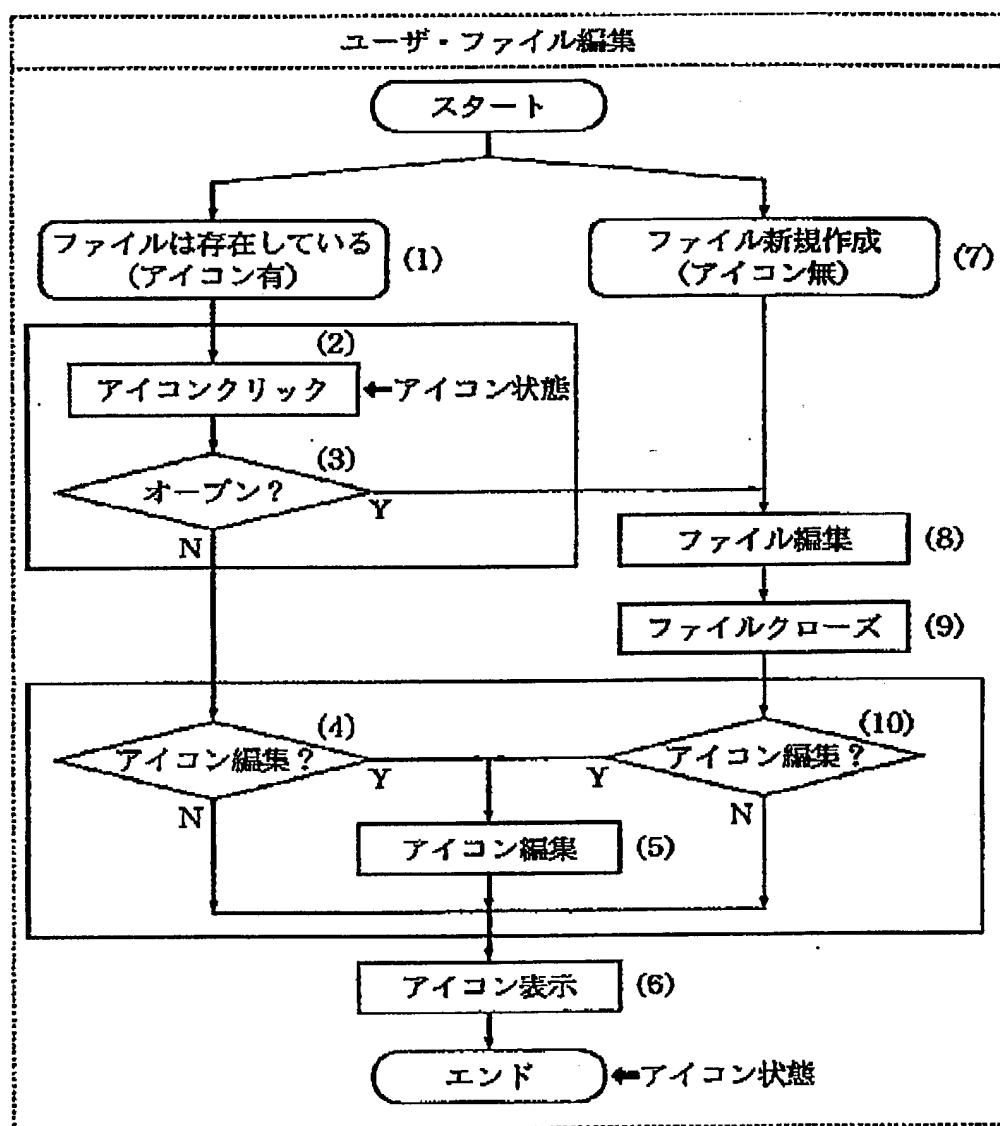 ユーザ・ファイル編集
スタート
ファイルは存在している
(アイコン有)
(1)
ファイル新規作成
(アイコン無)
(7)
(2)
アイコンクリック
←アイコン状態
(3)
オープン？
Y
N
ファイル編集
(8)
ファイルクローズ
(9)
(4)
アイコン編集？
Y
N
(10)
アイコン編集？
Y
N
アイコン編集
(5)
アイコン表示
(6)
エンド
←アイコン状態